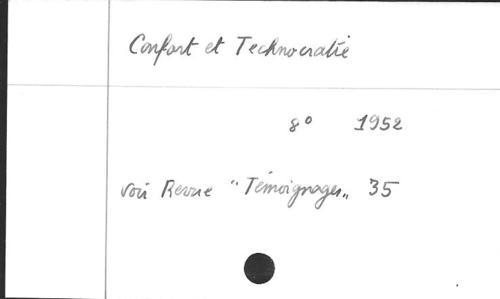 Confort et Technocratie
8° 1952
voir Revue "Témoignages" 35